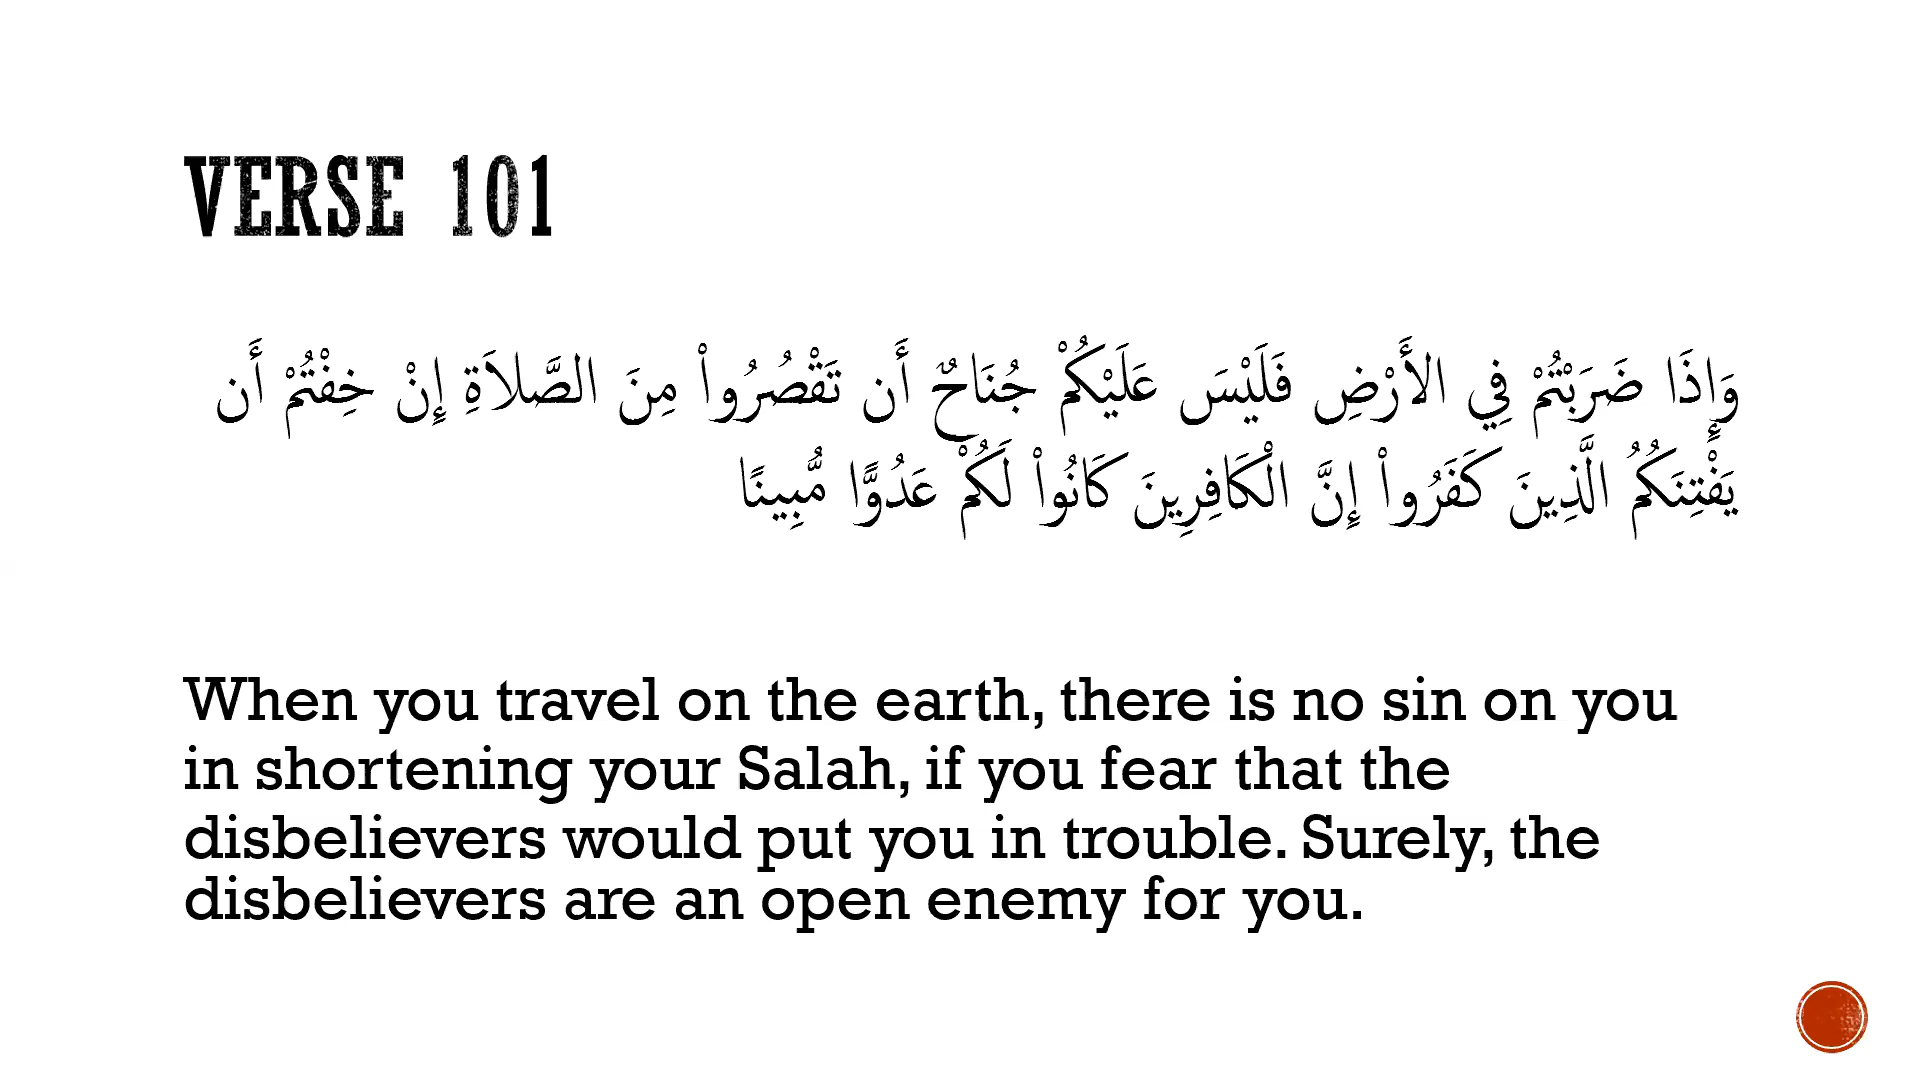 VERSE 101
وَإِذَا ضَرَبْتُمْ فِي الأَرْضِ فَلَيْسَ عَلَيْكُمْ جُنَاحٌ أَن تَقْصُرُواْ مِنَ الصَّلاَةِ إِنْ خِفْتُمْ أَن
يَفْتِنَكُمُ الَّذِينَ كَفَرُواْ إِنَّ الْكَافِرِينَ كَانُواْ لَكُمْ عَدُوًّا مُّبِينًا
When you travel on the earth, there is no sin on you
in shortening your Salah, if you fear that the
disbelievers would put you in trouble. Surely, the
disbelievers are an open enemy for you.